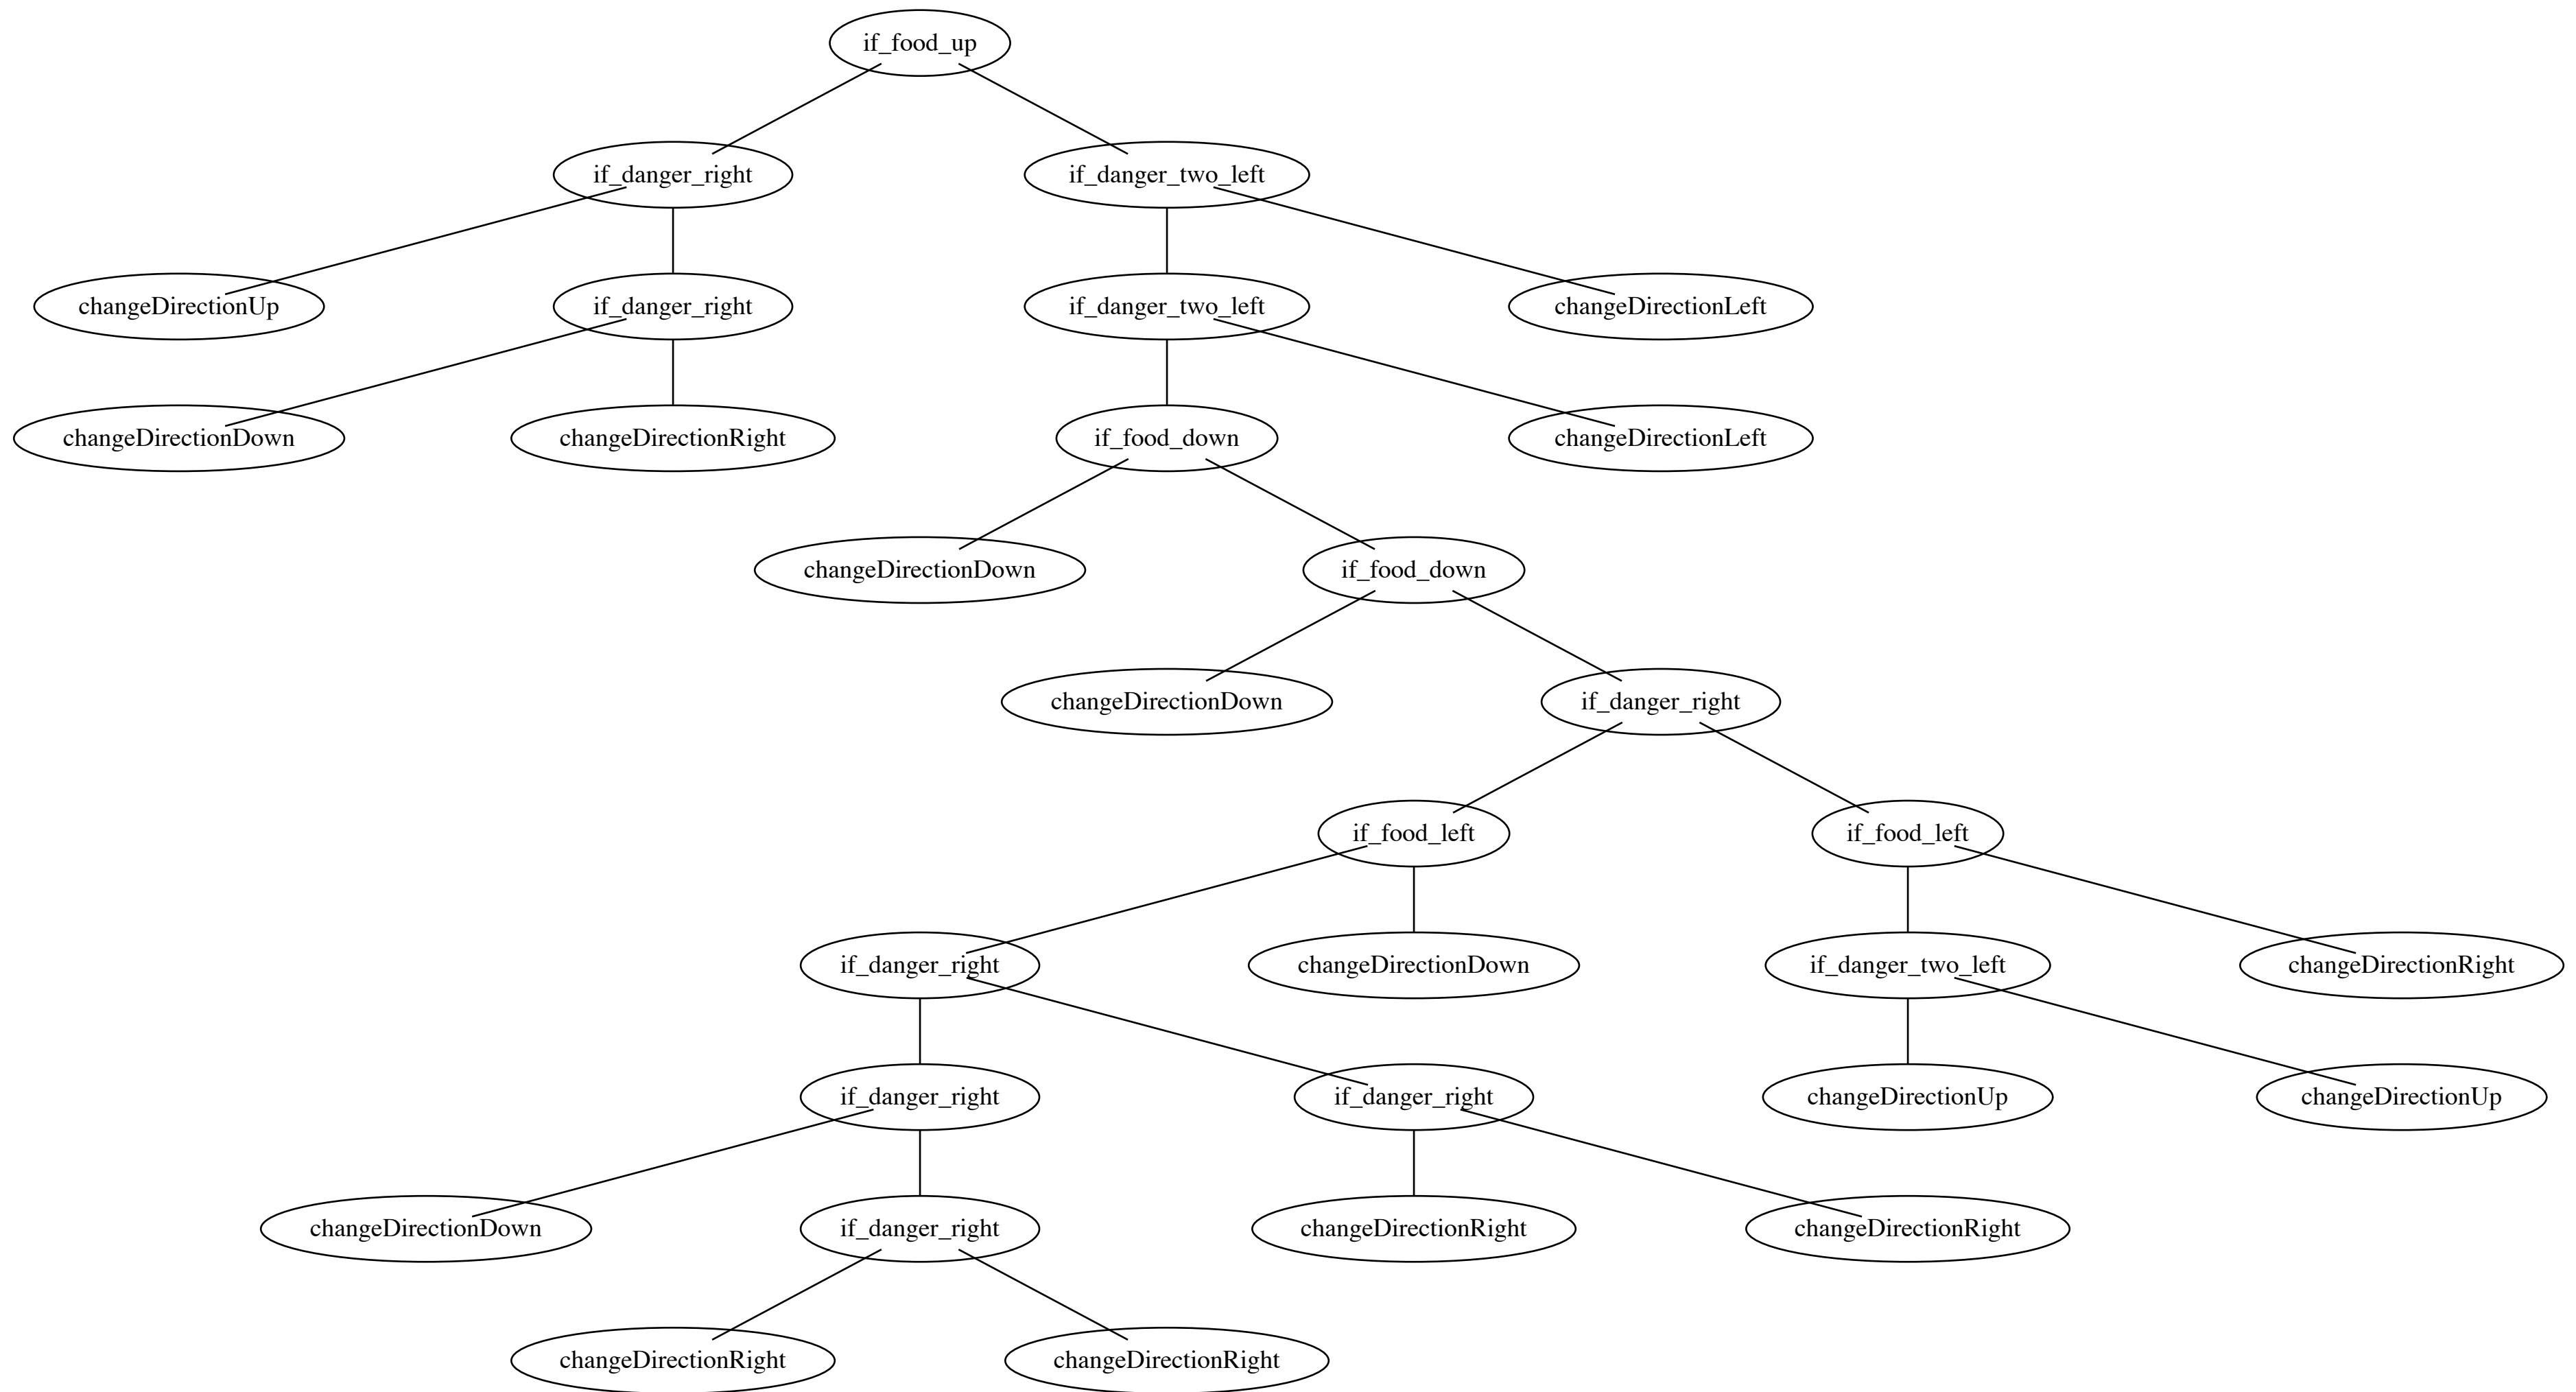 if_food_up
if_danger_right
if_danger_two_left
changeDirectionUp
if_danger_right
if_danger_two_left
changeDirectionLeft
changeDirectionDown
changeDirectionRight
if_food_down
changeDirectionLeft
changeDirectionDown
if_food_down
changeDirectionDown
if_danger_right
if_food_left
if_food_left
if_danger_right
changeDirectionDown
if_danger_two_left
changeDirectionRight
if_danger_right
if_danger_right
changeDirectionUp
changeDirectionUp
changeDirectionDown
if_danger_right
changeDirectionRight
changeDirectionRight
changeDirectionRight
changeDirectionRight